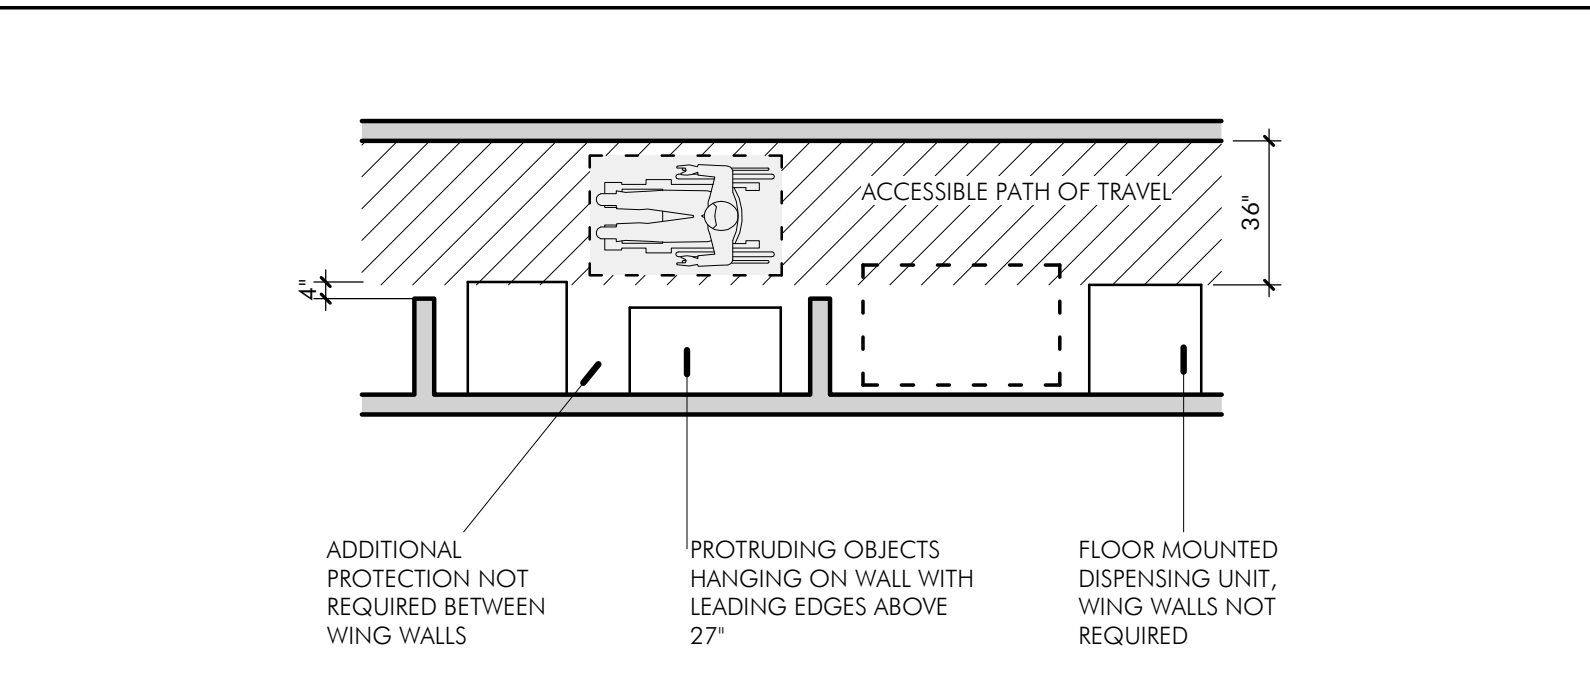 ACCESSIBLE PATH OF TRAVEL
36"
4"
ADDITIONAL
PROTECTION NOT
REQUIRED BETWEEN
WING WALLS
PROTRUDING OBJECTS
HANGING ON WALL WITH
LEADING EDGES ABOVE
27"
FLOOR MOUNTED
DISPENSING UNIT,
WING WALLS NOT
REQUIRED